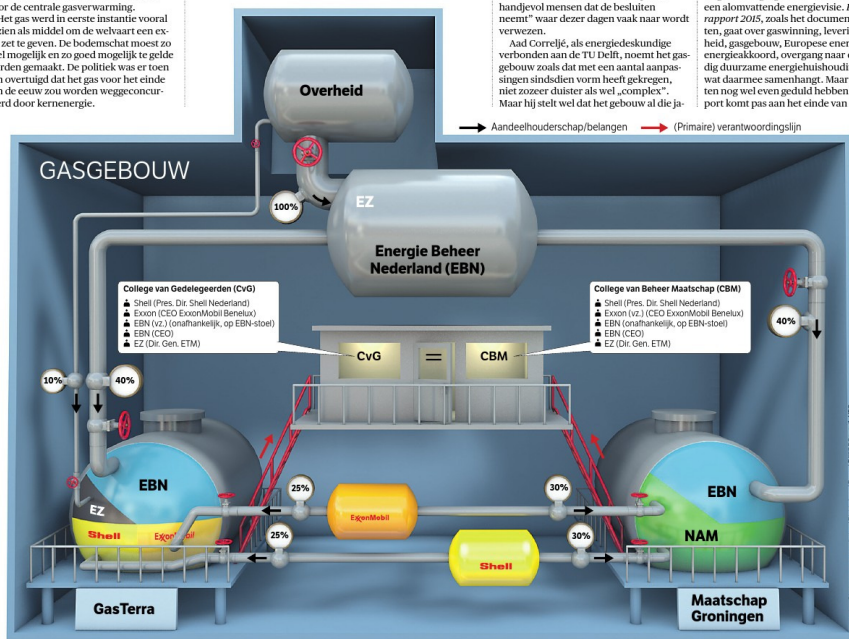 or de centrale gasverwarming.
Het gas werd in eerste instantie vooral
zien als middel om de welvaart een ex-
zet te geven. De bodemschat moest zo
el mogelijk en zo goed mogelijk te gelde
rden gemaakt. De politiek was er toen
n overtuigd dat het gas voor het einde
n de eeuw zou worden weggeconcur-
erd door kernenergie.
handjevol mensen dat de besluiten
neemt” waar dezer dagen vaak naar wordt
verwezen.
Aad Correljé, als energiedeskundige
verbonden aan de TU Delft, noemt het gas-
gebouw zoals dat met een aantal aanpas-
singen sindsdien vorm heeft gekregen,
niet zozeer duister als wel „complex”.
Maar hij stelt wel dat het gebouw al die ja-
een alomvattende energievisie.
rapport 2015, zoals het documen
ten, gaat over gaswinning, leveri
heid, gasgebouw, Europese ener
energieakkoord, overgang naar
dig duurzame energiehuishoudi
wat daarmee samenhangt. Maar
ten nog wel even geduld hebben
port komt pas aan het einde van
Aandeelhouderschap/belangen
(Primaire) verantwoordingslijn
GASGEBOUW
Overheid
100%
EZ
Energie Beheer
Nederland (EBN)
College van Gedelegeerden (CvG)
Shell (Pres. Dir. Shell Nederland)
Exxon (CEO ExxonMobil Benelux)
EBN (vz.) (onafhankelijk, op EBN-stoel)
EBN (CEO)
EZ (Dir. Gen. ETM)
College van Beheer Maatschap (CBM)
Shell (Pres. Dir. Shell Nederland)
Exxon (vz.) (CEO ExxonMobil Benelux)
EBN (onafhankelijk, op EBN-stoel)
EBN (CEO)
EZ (Dir. Gen. ETM)
40%
CvG
=
CBM
10%
40%
EBN
EZ
Shell
ExxonMobil
25%
ExxonMobil
30%
25%
Shell
30%
EBN
NAM
GasTerra
Maatschap
Groningen